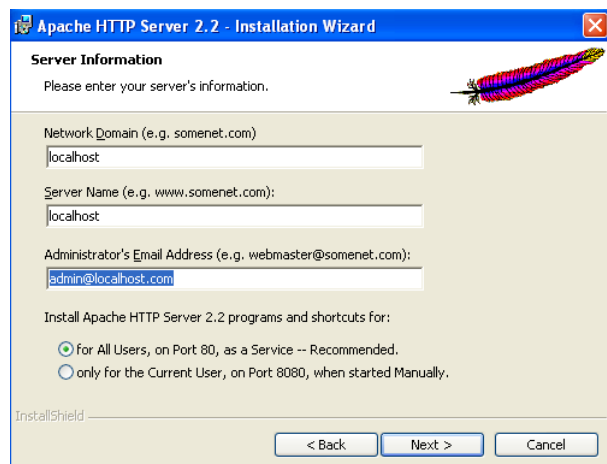 Apache HTTP Server 2.2 - Installation Wizard
Server Information
Please enter your server's information.
Network Domain (e.g. somenet.com)
localhost
Server Name (e.g. www.somenet.com):
localhost
Administrator's Email Address (e.g. webmaster@somenet.com):
admin@localhost.com
Install Apache HTTP Server 2.2 programs and shortcuts for:
for All Users, on Port 80, as a Service -- Recommended.
only for the Current User, on Port 8080, when started Manually.
InstallShield
< Back Next > Cancel